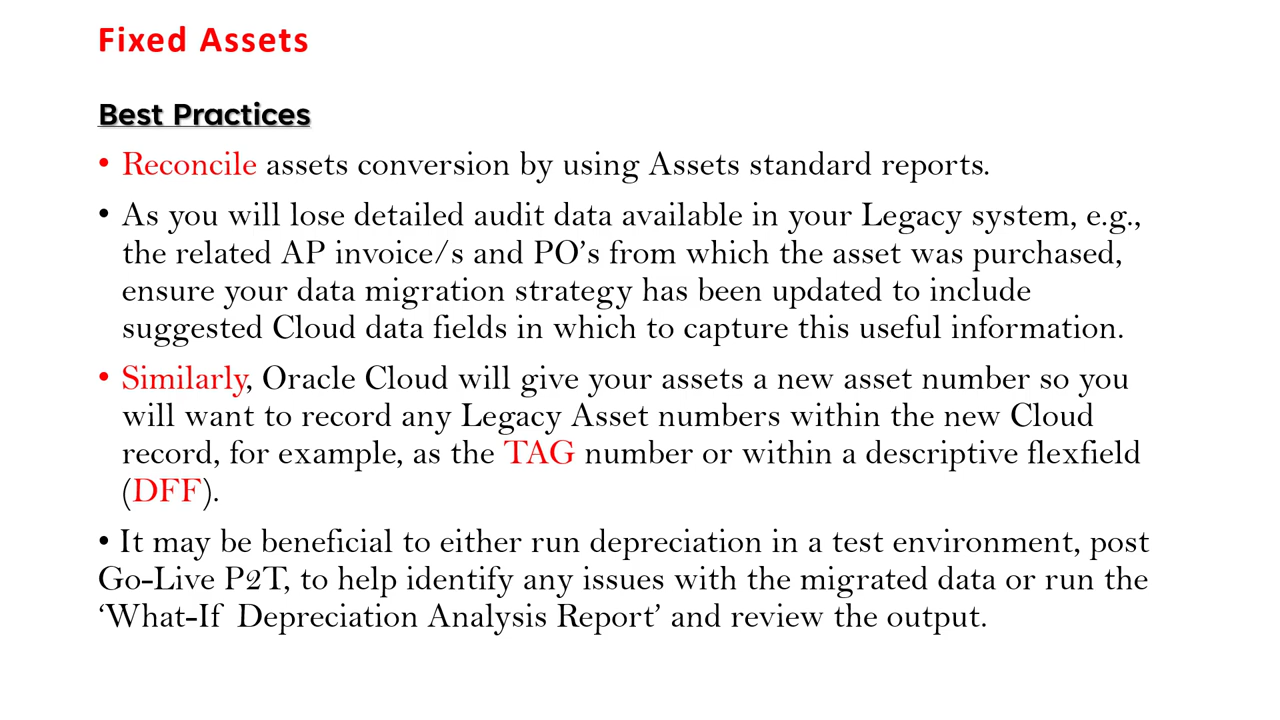 Fixed Assets
Best Practices
• Reconcile assets conversion by using Assets standard reports.
• As you will lose detailed audit data available in your Legacy system, e.g.,
the related AP invoice/s and PO’s from which the asset was purchased,
ensure your data migration strategy has been updated to include
suggested Cloud data fields in which to capture this useful information.
• Similarly, Oracle Cloud will give your assets a new asset number so you
will want to record any Legacy Asset numbers within the new Cloud
record, for example, as the TAG number or within a descriptive flexfield
(DFF).
• It may be beneficial to either run depreciation in a test environment, post
Go-Live P2T, to help identify any issues with the migrated data or run the
‘What-If Depreciation Analysis Report’ and review the output.